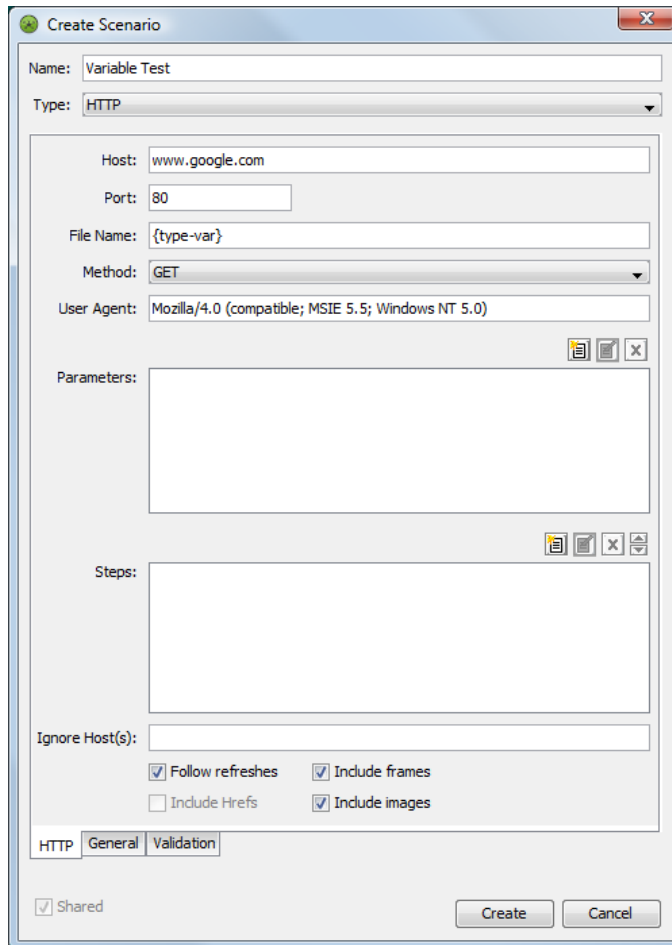 Create Scenario
Name: Variable Test
Type: HTTP
Host: www.google.com
Port: 80
File Name: {type-var}
Method: GET
User Agent: Mozilla/4.0 (compatible; MSIE 5.5; Windows NT 5.0)
Parameters:
Steps:
Ignore Host(s):
Follow refreshes Include frames
Include Hrefs Include images
HTTP General Validation
Shared Create Cancel